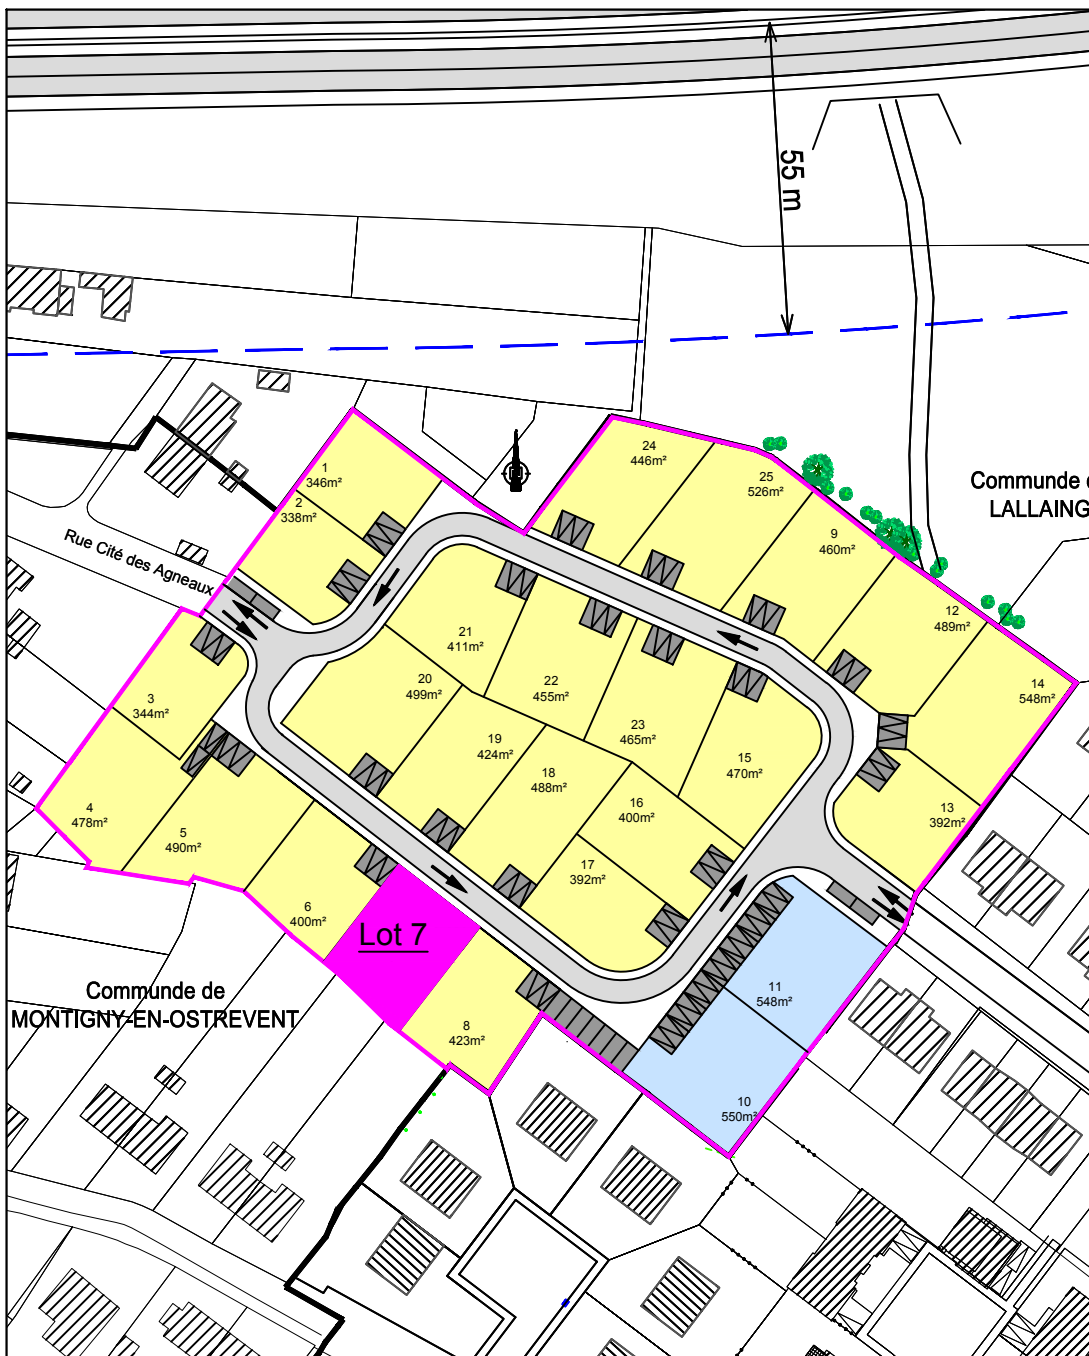 55 m
24
446m²
25
526m²
1
346m²
2
338m²
Communde d
LALLAING
9
460m²
Rue Cité des Agneaux
12
489m²
21
411m²
14
548m²
20
499m²
22
455m²
3
344m²
23
465m²
19
424m²
15
470m²
18
488m²
16
400m²
4
478m²
13
392m²
5
490m²
17
392m²
6
400m²
Lot 7
11
548m²
Communde de
MONTIGNY-EN-OSTREVENT
8
423m²
10
550m²